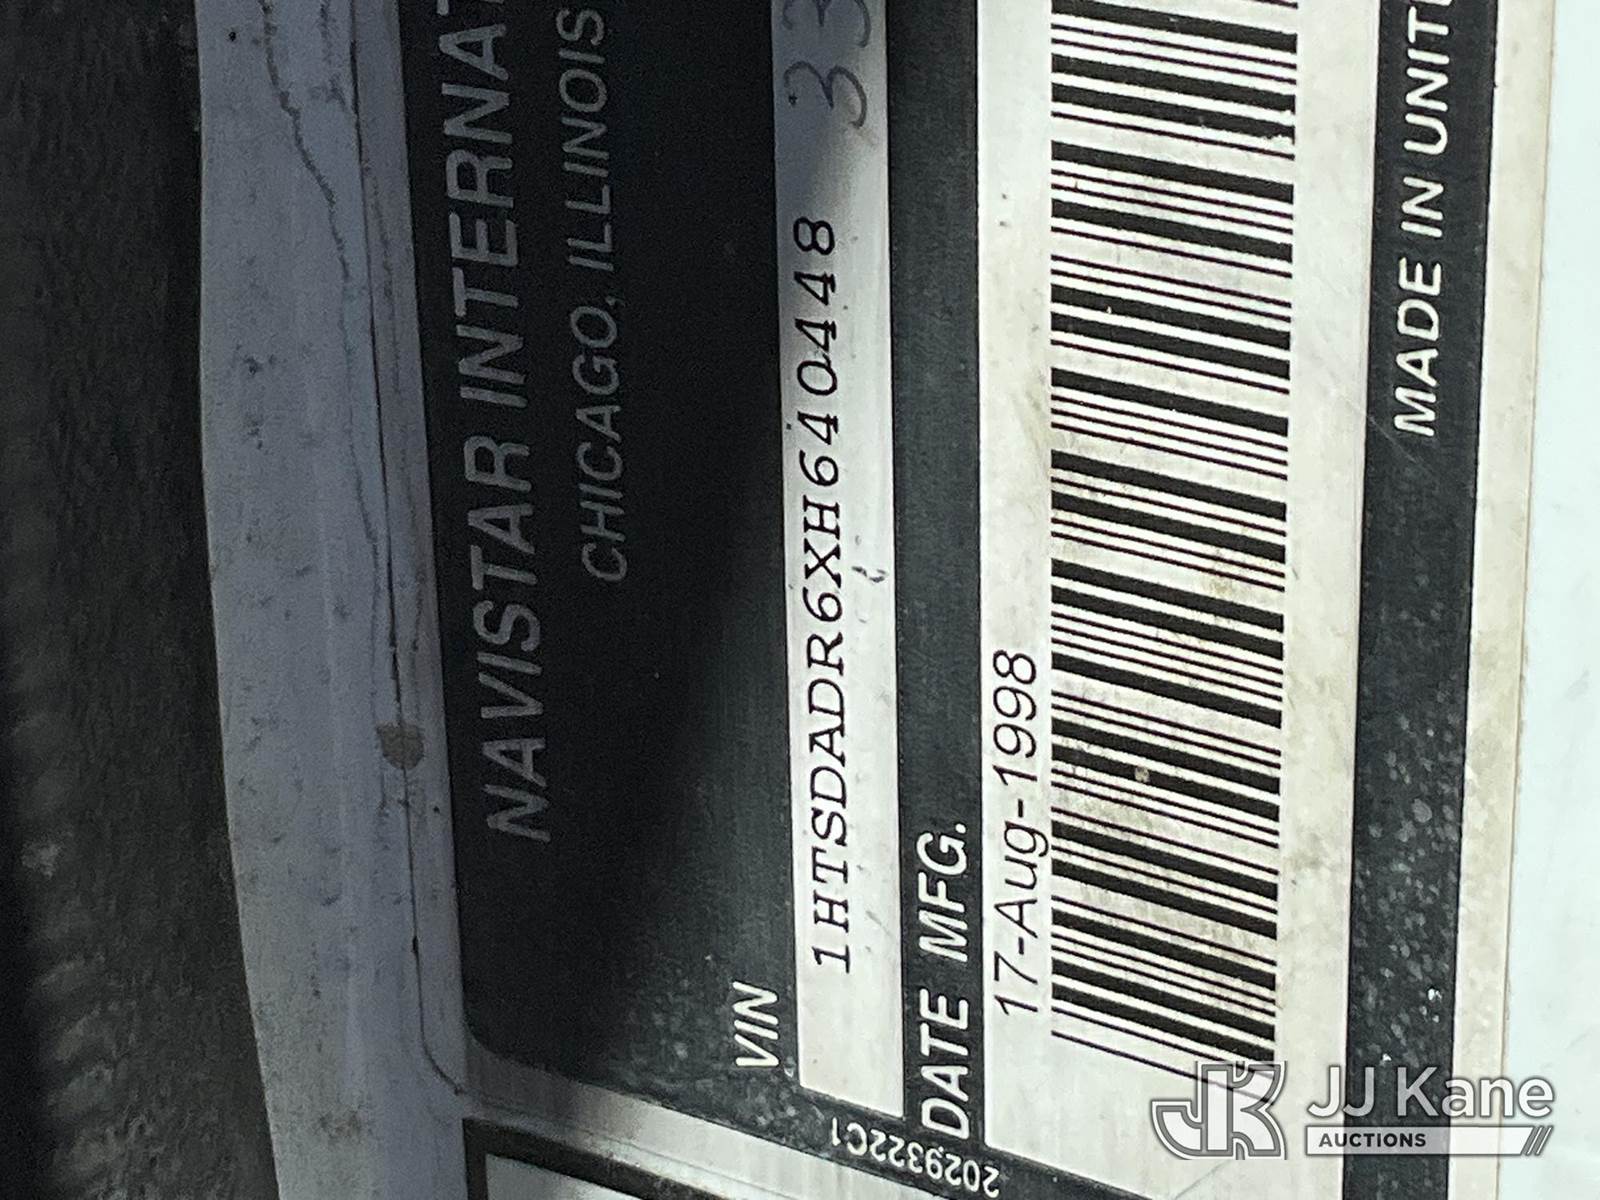 NAVISTAR INTERNAT
CHICAGO, ILLINOIS
VIN
1HTSDADR6XH640448 33
DATE MFG.
17-Aug-1998
MADE IN UNIT
2029322C1
JJ Kane
AUCTIONS